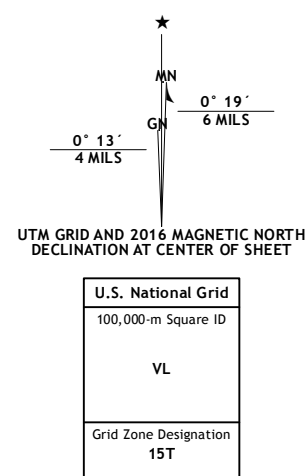 ★
MN
0° 19´
6 MILS
GN
0° 13´
4 MILS
UTM GRID AND 2016 MAGNETIC NORTH
DECLINATION AT CENTER OF SHEET
U.S. National Grid
100,000-m Square ID
VL
Grid Zone Designation
15T